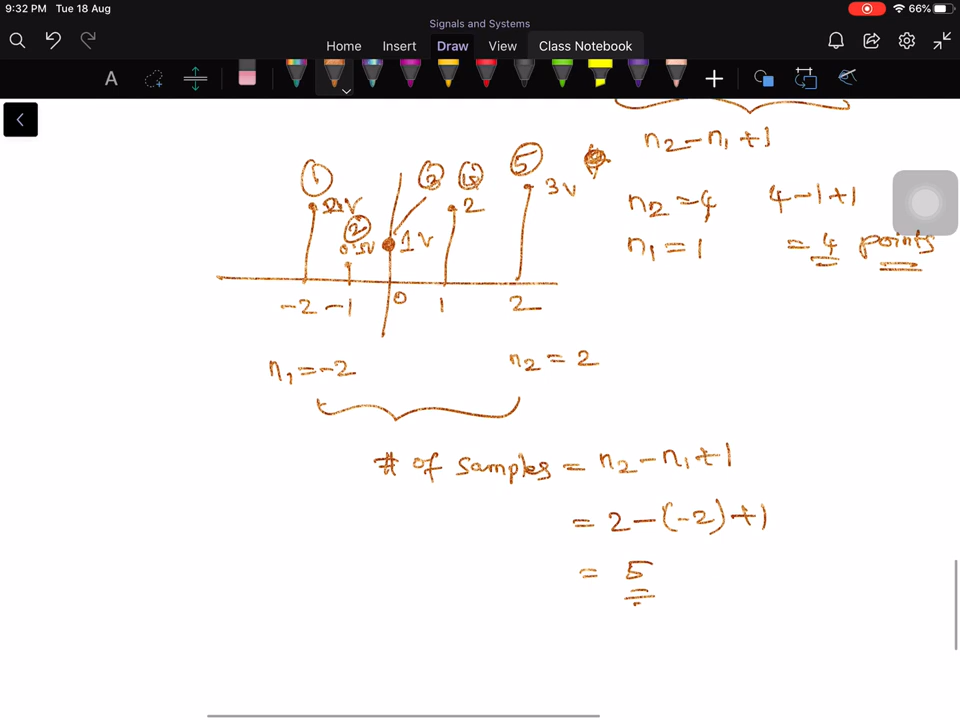 9:32 PM Tue 18 Aug
66%
Signals and Systems
Home Insert Draw View Class Notebook
A
n2 - n1 + 1
n2 = 4 4 - 1 + 1
n1 = 1 = 4 points
1 3 4 5
2 3V
2
0.5V 1V
-2 -1 0 1 2
n1 = -2 n2 = 2
# of samples = n2 - n1 + 1
= 2 - (-2) + 1
= 5